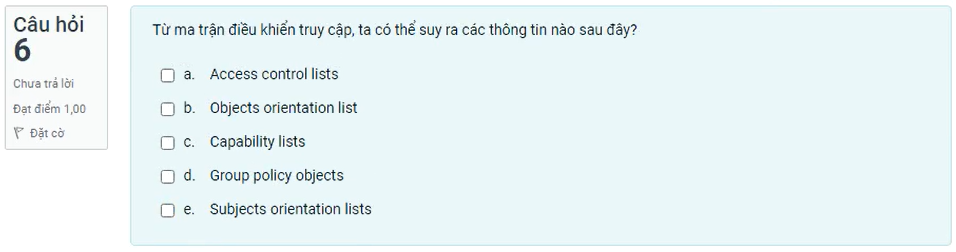 Câu hỏi
6
Chưa trả lời
Đạt điểm 1,00
Đặt cờ
Từ ma trận điều khiển truy cập, ta có thể suy ra các thông tin nào sau đây?
a. Access control lists
b. Objects orientation list
c. Capability lists
d. Group policy objects
e. Subjects orientation lists